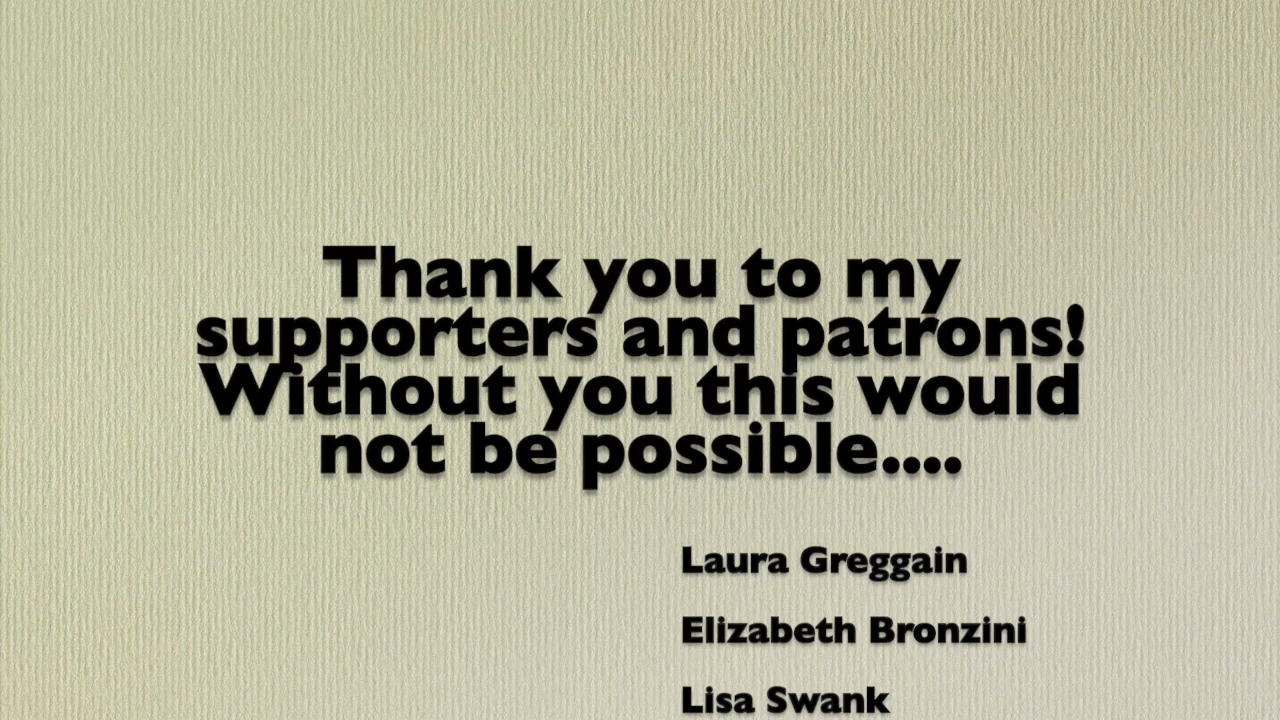 Thank you to my
supporters and patrons!
Without you this would
not be possible....
Laura Greggain
Elizabeth Bronzini
Lisa Swank